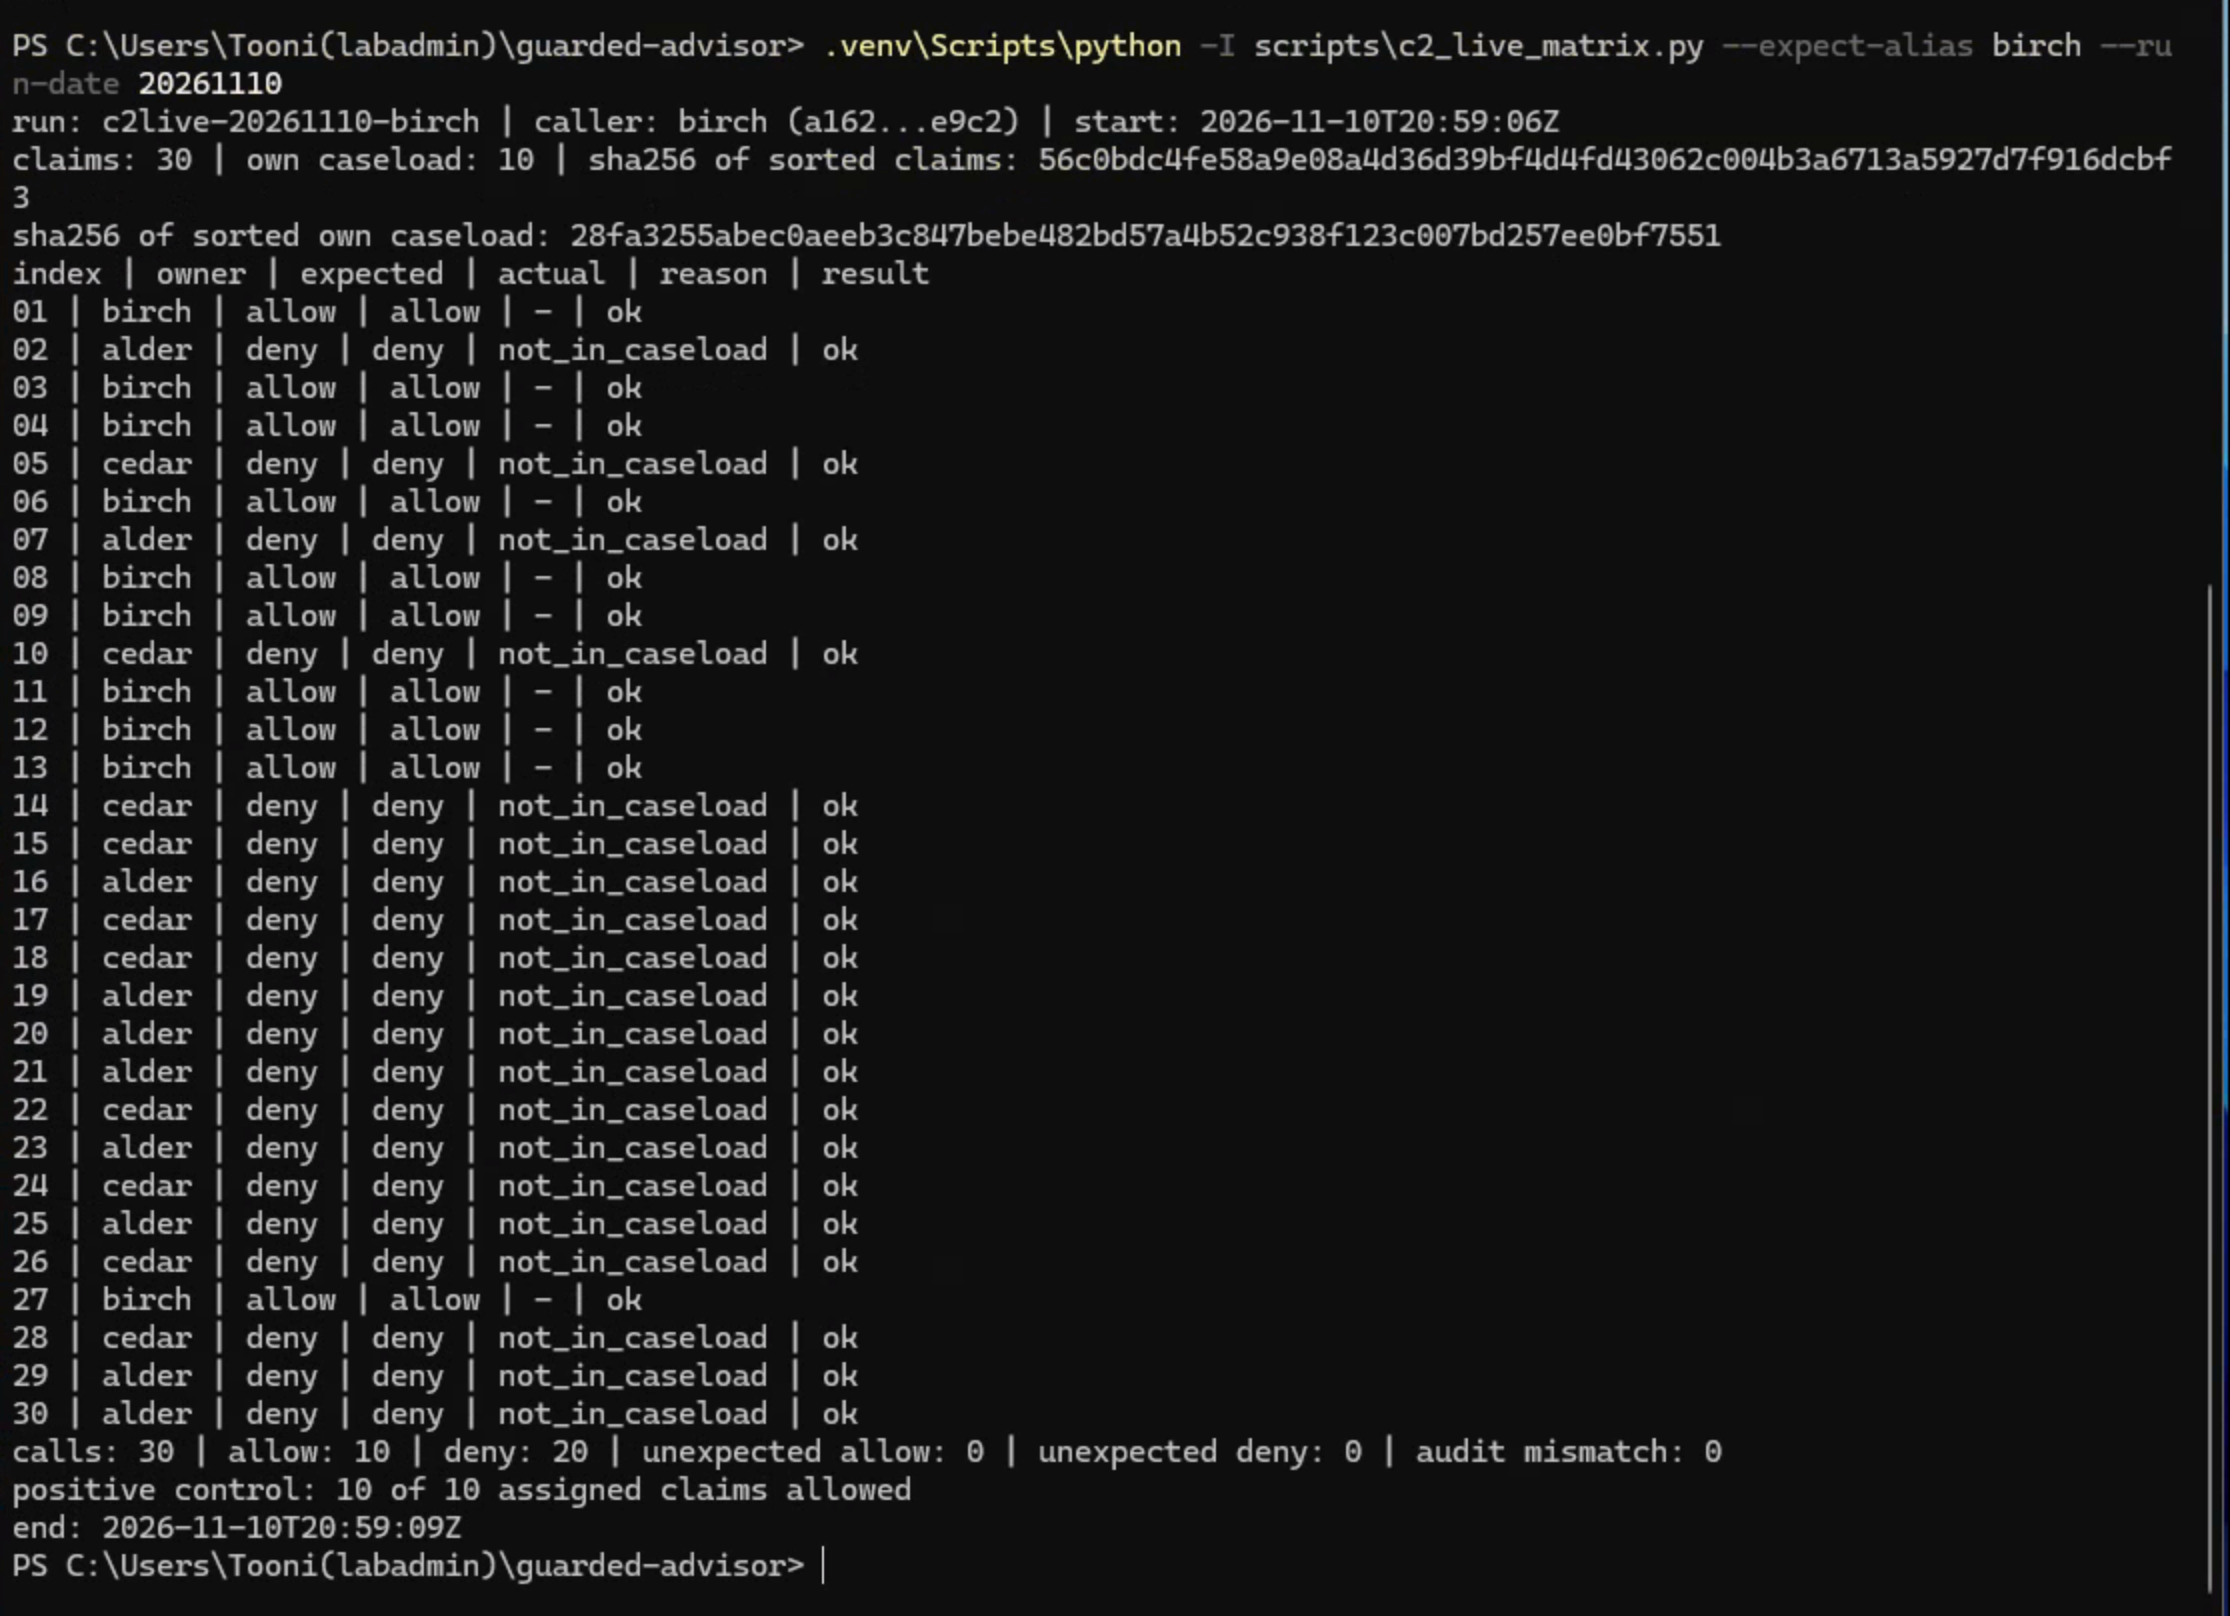 PS C:\Users\Tooni(labadmin)\guarded-advisor> .venv\Scripts\python -I scripts\c2_live_matrix.py --expect-alias birch --ru
n-date 20261110
run: c2live-20261110-birch | caller: birch (a162...e9c2) | start: 2026-11-10T20:59:06Z
claims: 30 | own caseload: 10 | sha256 of sorted claims: 56c0bdc4fe58a9e08a4d36d39bf4d4fd43062c004b3a6713a5927d7f916dcbf
3
sha256 of sorted own caseload: 28fa3255abec0aeeb3c847bebe482bd57a4b52c938f123c007bd257ee0bf7551
index | owner | expected | actual | reason | result
01 | birch | allow | allow | - | ok
02 | alder | deny | deny | not_in_caseload | ok
03 | birch | allow | allow | - | ok
04 | birch | allow | allow | - | ok
05 | cedar | deny | deny | not_in_caseload | ok
06 | birch | allow | allow | - | ok
07 | alder | deny | deny | not_in_caseload | ok
08 | birch | allow | allow | - | ok
09 | birch | allow | allow | - | ok
10 | cedar | deny | deny | not_in_caseload | ok
11 | birch | allow | allow | - | ok
12 | birch | allow | allow | - | ok
13 | birch | allow | allow | - | ok
14 | cedar | deny | deny | not_in_caseload | ok
15 | cedar | deny | deny | not_in_caseload | ok
16 | alder | deny | deny | not_in_caseload | ok
17 | cedar | deny | deny | not_in_caseload | ok
18 | cedar | deny | deny | not_in_caseload | ok
19 | alder | deny | deny | not_in_caseload | ok
20 | alder | deny | deny | not_in_caseload | ok
21 | alder | deny | deny | not_in_caseload | ok
22 | cedar | deny | deny | not_in_caseload | ok
23 | alder | deny | deny | not_in_caseload | ok
24 | cedar | deny | deny | not_in_caseload | ok
25 | alder | deny | deny | not_in_caseload | ok
26 | cedar | deny | deny | not_in_caseload | ok
27 | birch | allow | allow | - | ok
28 | cedar | deny | deny | not_in_caseload | ok
29 | alder | deny | deny | not_in_caseload | ok
30 | alder | deny | deny | not_in_caseload | ok
calls: 30 | allow: 10 | deny: 20 | unexpected allow: 0 | unexpected deny: 0 | audit mismatch: 0
positive control: 10 of 10 assigned claims allowed
end: 2026-11-10T20:59:09Z
PS C:\Users\Tooni(labadmin)\guarded-advisor>